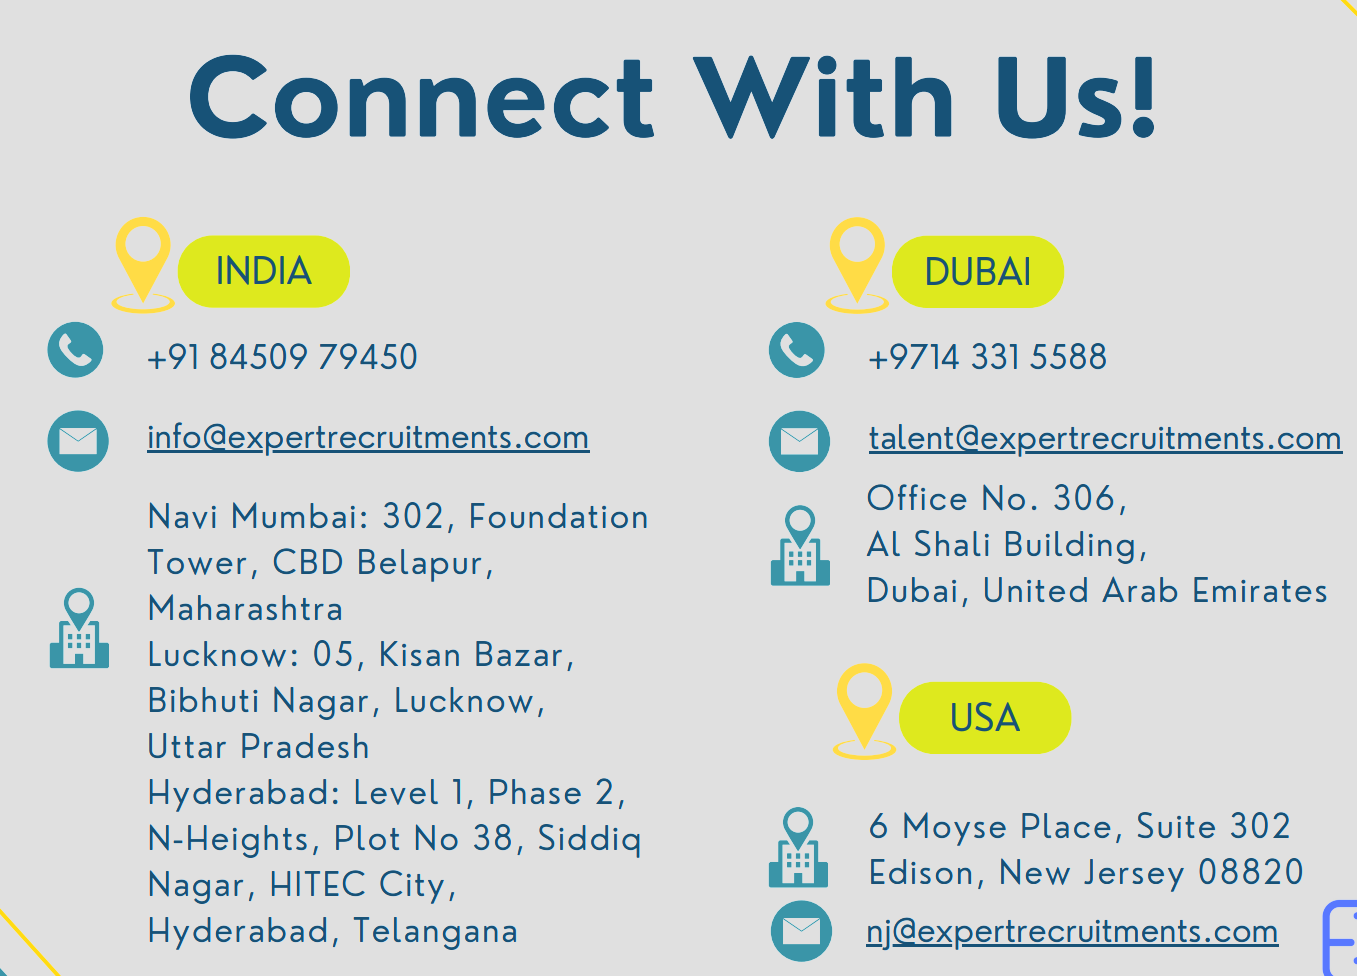 Connect With Us!
INDIA
+91 84509 79450
info@expertrecruitments.com
Navi Mumbai: 302, Foundation
Tower, CBD Belapur,
Maharashtra
Lucknow: 05, Kisan Bazar,
Bibhuti Nagar, Lucknow,
Uttar Pradesh
Hyderabad: Level 1, Phase 2,
N-Heights, Plot No 38, Siddiq
Nagar, HITEC City,
Hyderabad, Telangana
DUBAI
+9714 331 5588
talent@expertrecruitments.com
Office No. 306,
Al Shali Building,
Dubai, United Arab Emirates
USA
6 Moyse Place, Suite 302
Edison, New Jersey 08820
nj@expertrecruitments.com